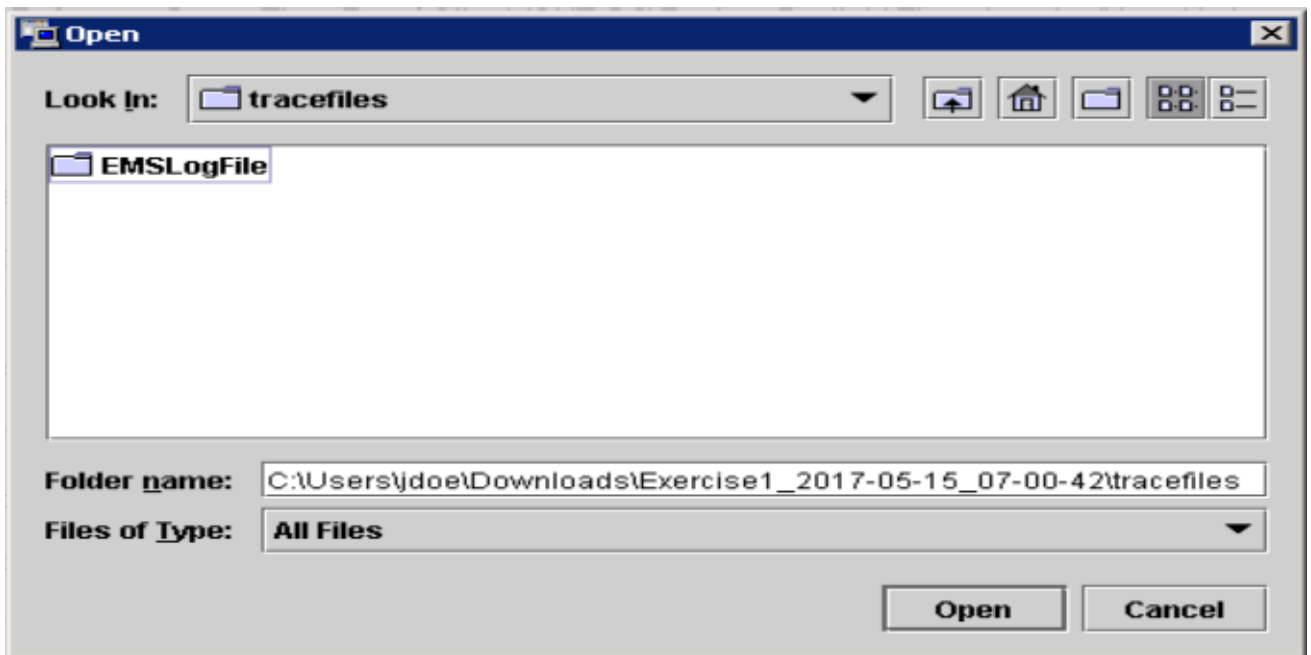 Open
Look In: tracefiles
EMSLogFile
Folder name: C:\Users\jdoe\Downloads\Exercise1_2017-05-15_07-00-42\tracefiles
Files of Type: All Files
Open Cancel